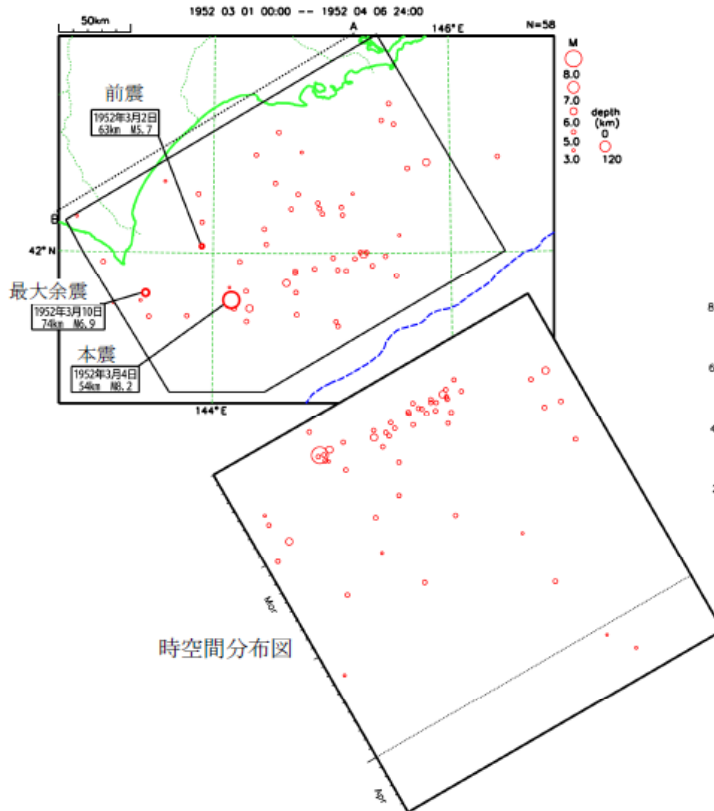 1952 03 01 00:00 -- 1952 04 06 24:00
50km
A
146°E
N=58
M
8.0
7.0
6.0
5.0
3.0
depth
(km)
0
120
前震
1952年3月2日
63km M5.7
B
42°N
最大余震
1952年3月10日
74km M6.9
本震
1952年3月4日
54km M8.2
144°E
8
6
4
2
Mar
時空間分布図
Apr